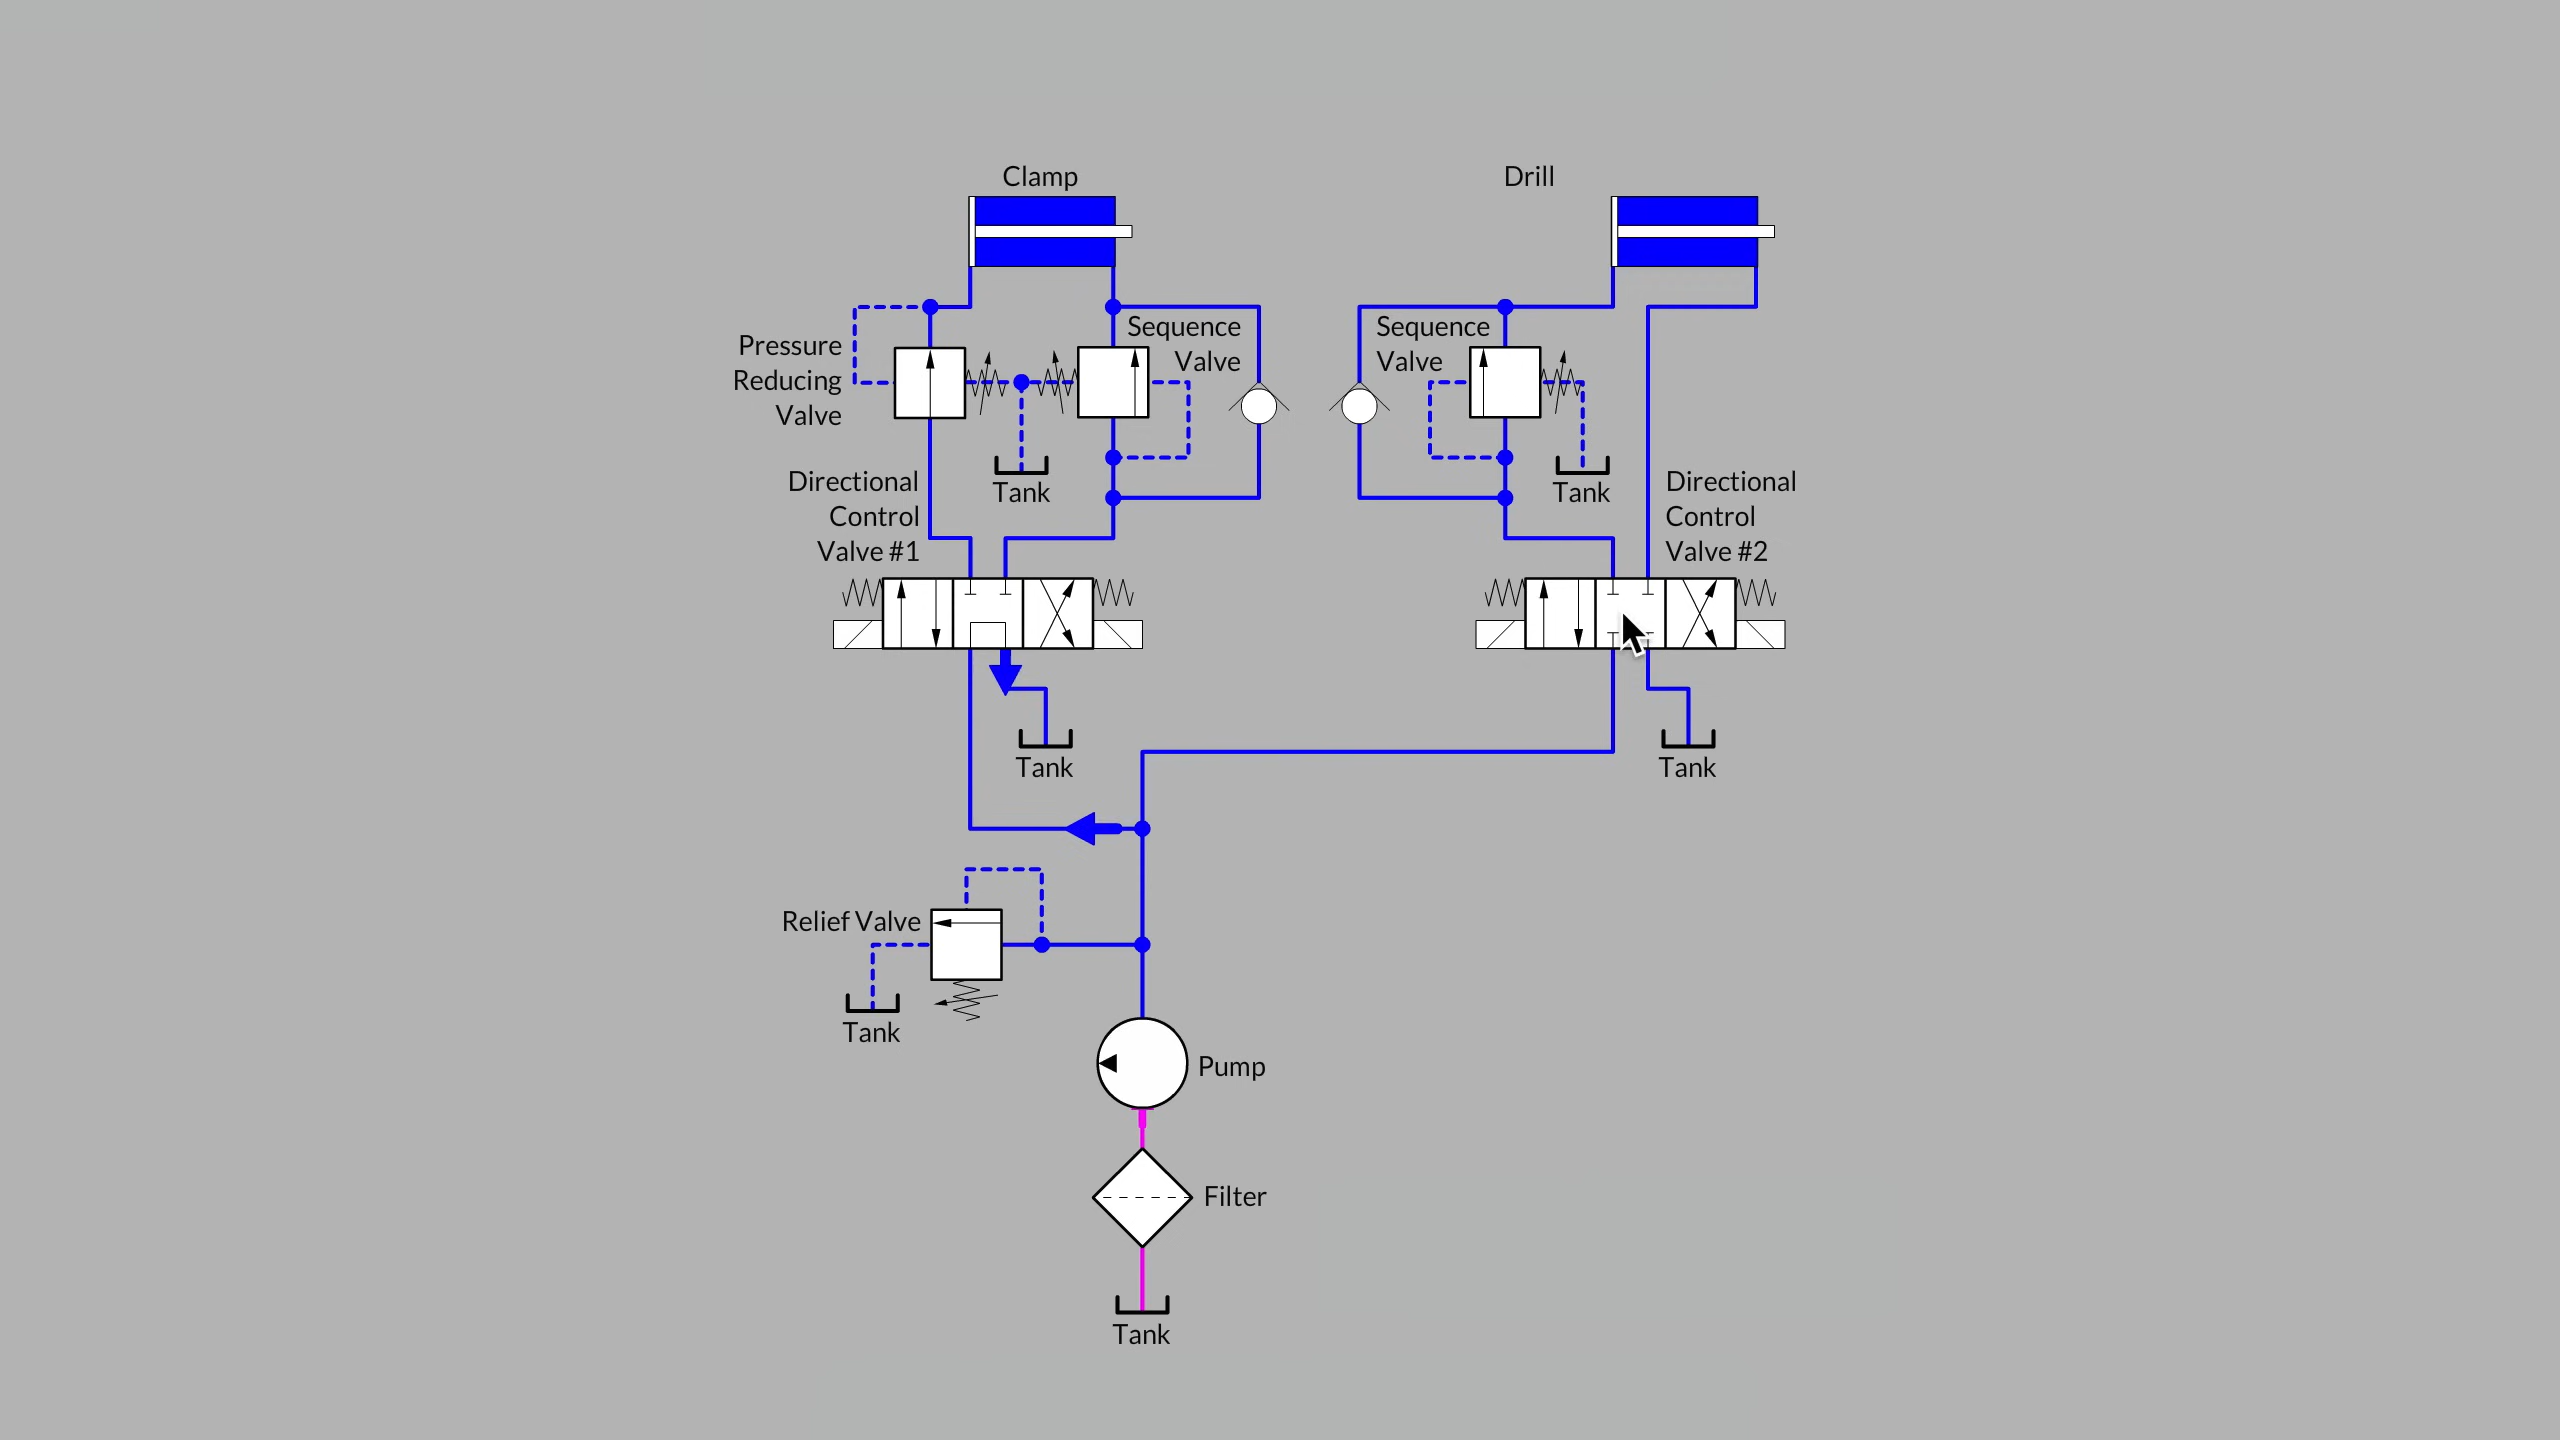 Clamp
Drill
Pressure
Reducing
Valve
Sequence
Valve
Sequence
Valve
Tank
Tank
Directional
Control
Valve #1
Directional
Control
Valve #2
Tank
Tank
Relief Valve
Tank
Pump
Filter
Tank